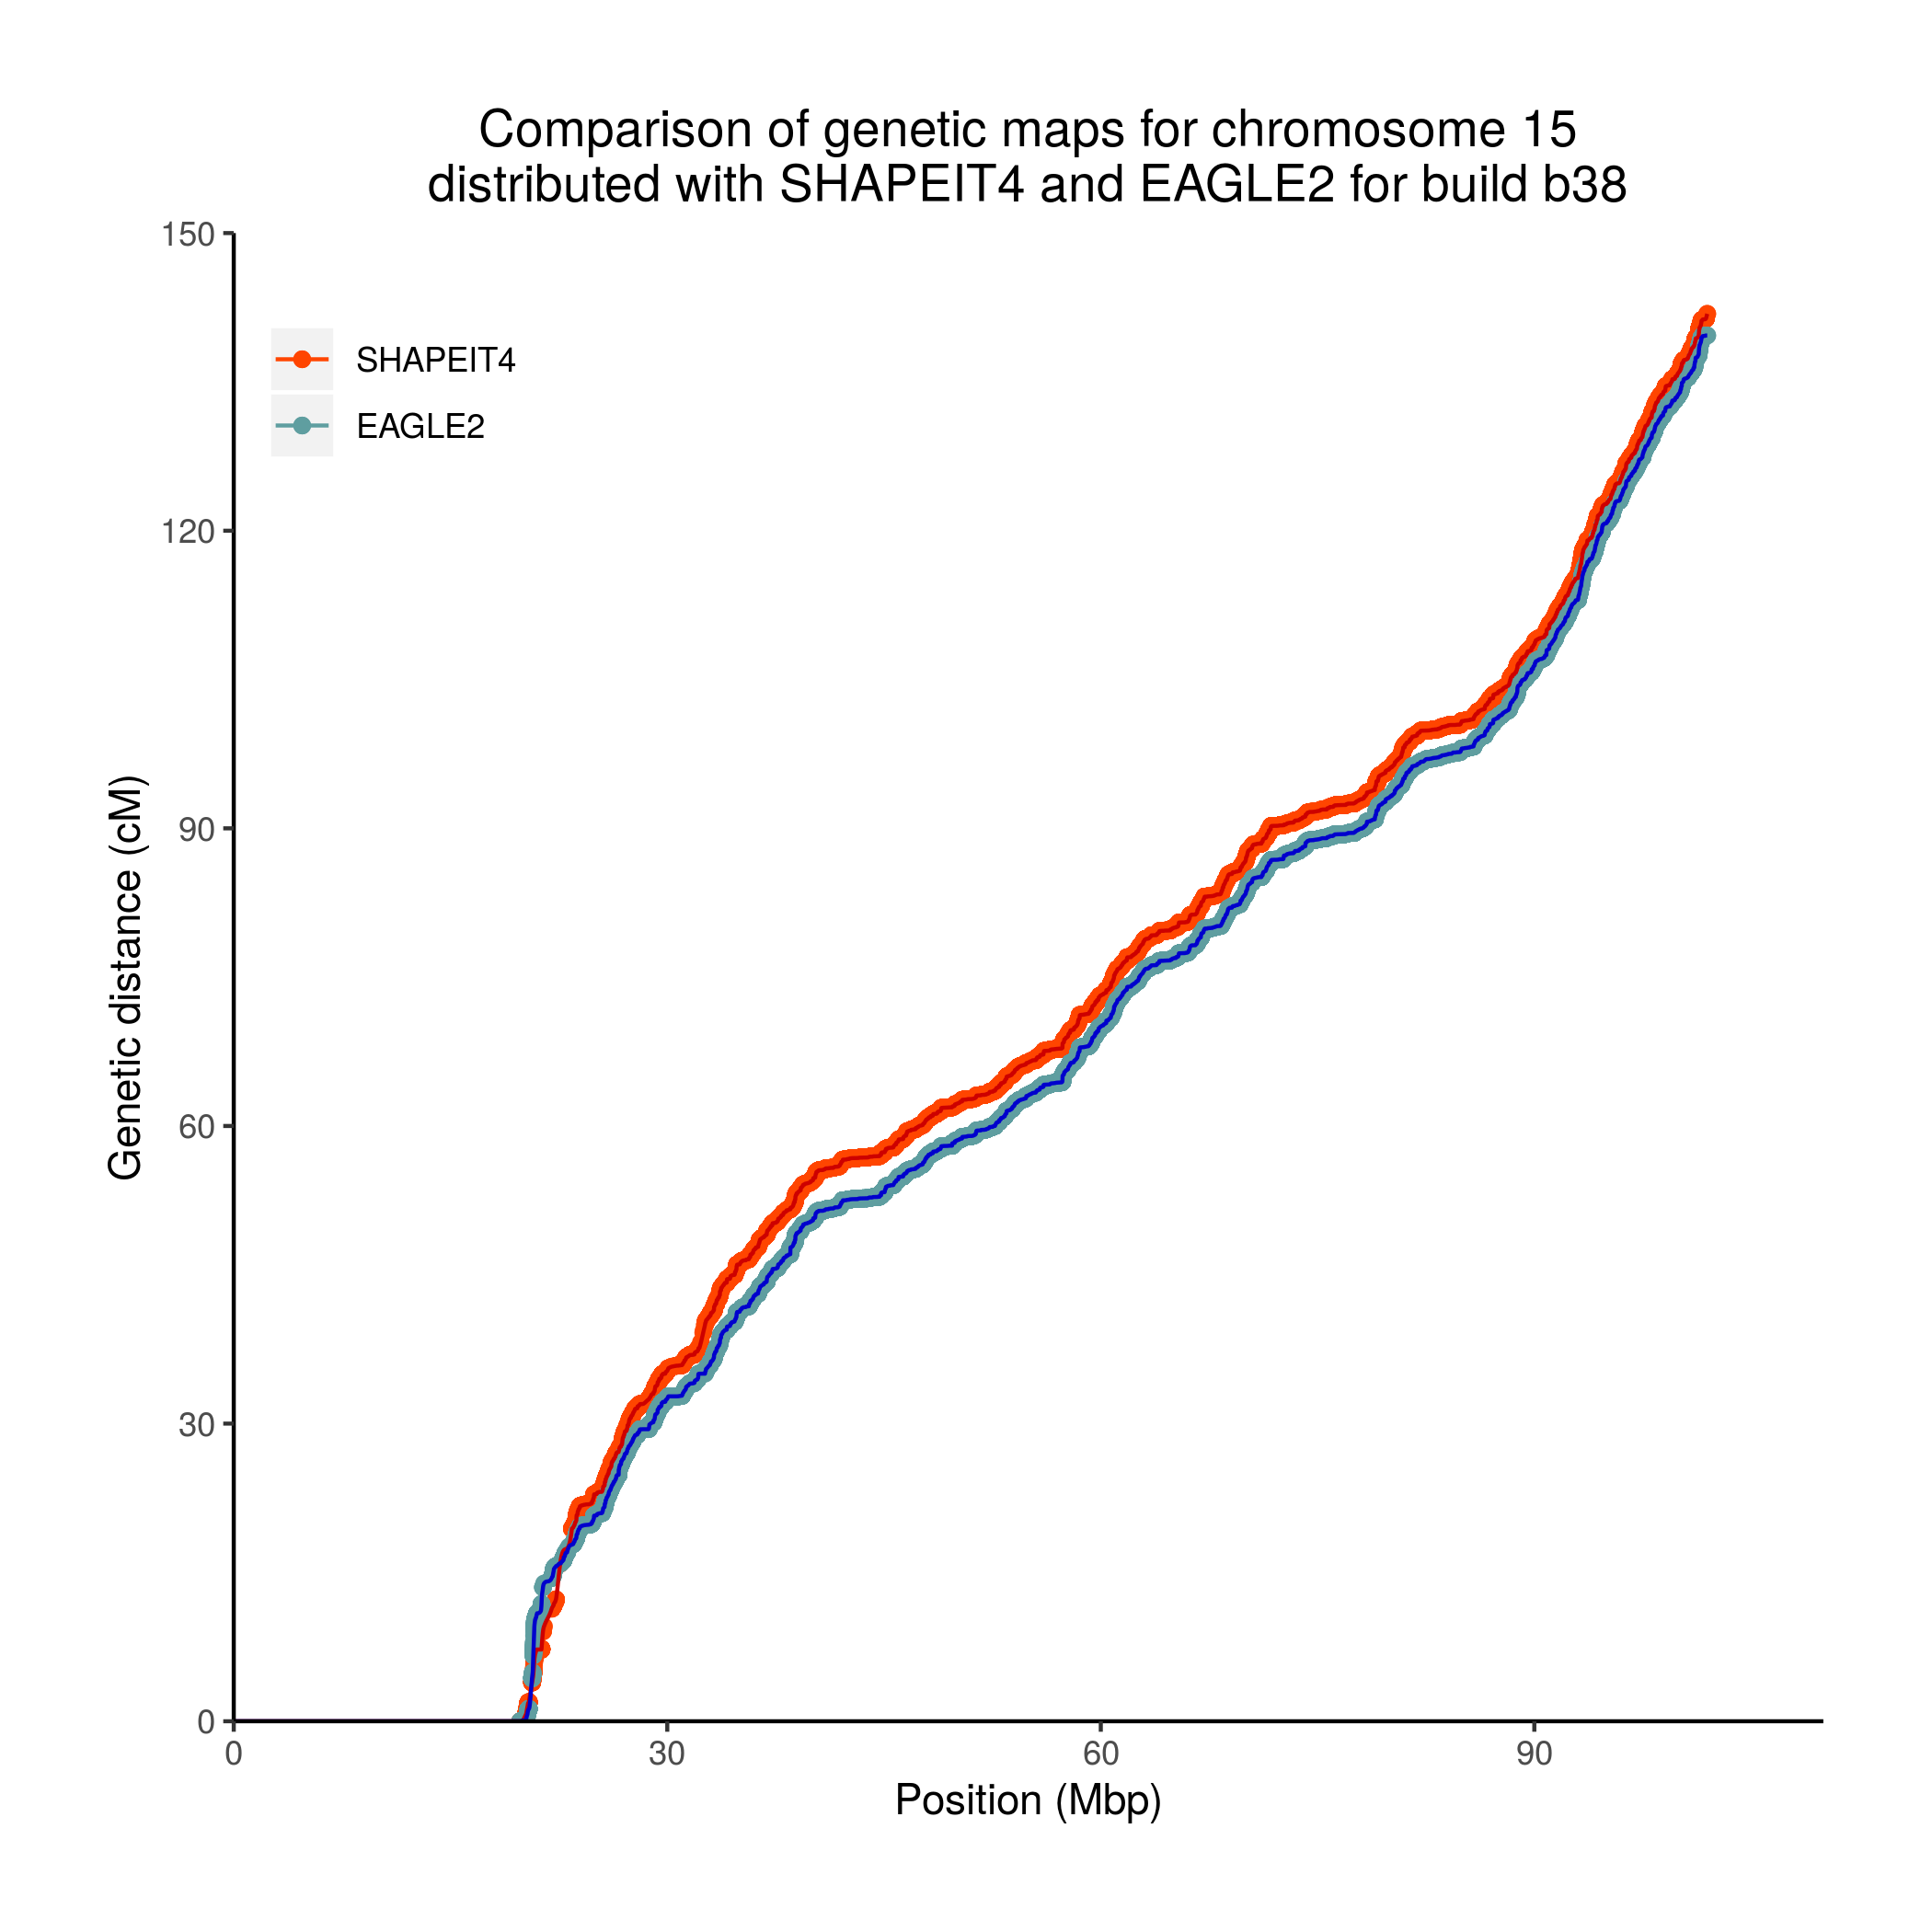 Comparison of genetic maps for chromosome 15
distributed with SHAPEIT4 and EAGLE2 for build b38
150
120
90
60
30
0
Genetic distance (cM)
SHAPEIT4
EAGLE2
0 30 60 90
Position (Mbp)